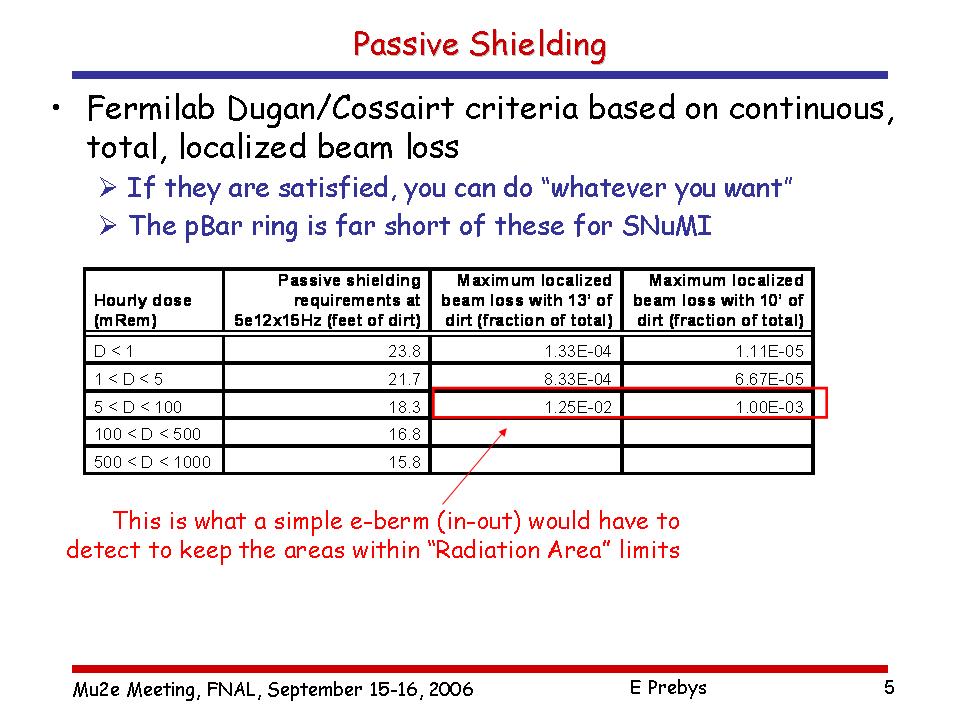 Passive Shielding
• Fermilab Dugan/Cossairt criteria based on continuous,
total, localized beam loss
➢ If they are satisfied, you can do “whatever you want”
➢ The pBar ring is far short of these for SNuMI
Hourly dose (mRem) | Passive shielding requirements at 5e12x15Hz (feet of dirt) | Maximum localized beam loss with 13' of dirt (fraction of total) | Maximum localized beam loss with 10' of dirt (fraction of total)
D < 1 | 23.8 | 1.33E-04 | 1.11E-05
1 < D < 5 | 21.7 | 8.33E-04 | 6.67E-05
5 < D < 100 | 18.3 | 1.25E-02 | 1.00E-03
100 < D < 500 | 16.8
500 < D < 1000 | 15.8
This is what a simple e-berm (in-out) would have to
detect to keep the areas within “Radiation Area” limits
Mu2e Meeting, FNAL, September 15-16, 2006 E Prebys 5